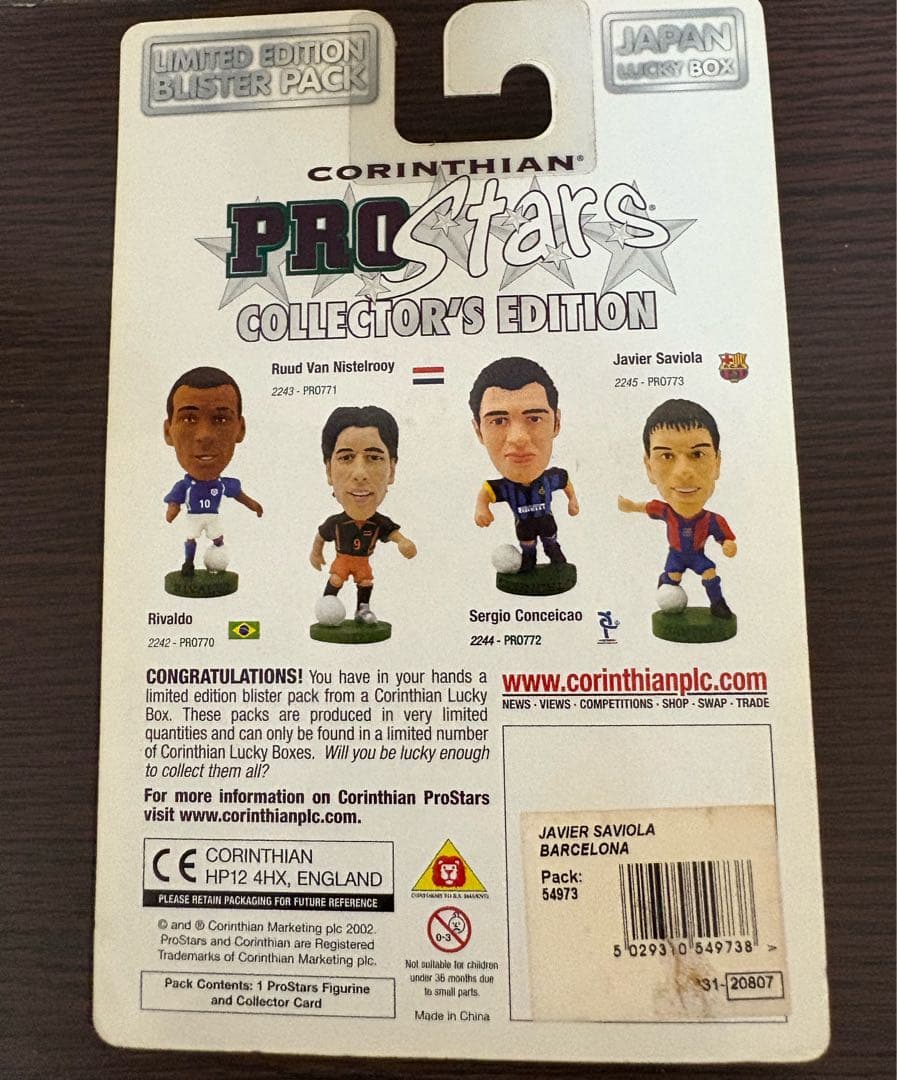 LIMITED EDITION
BLISTER PACK
JAPAN
LUCKY BOX
CORINTHIAN®
PROStars®
COLLECTOR'S EDITION
Ruud Van Nistelrooy
2243 - PRO771
Javier Saviola
2245 - PRO773
10
9
PIRELLI
Rivaldo
2242 - PRO770
Sergio Conceicao
2244 - PRO772
CONGRATULATIONS! You have in your hands a
limited edition blister pack from a Corinthian Lucky
Box. These packs are produced in very limited
quantities and can only be found in a limited number
of Corinthian Lucky Boxes. Will you be lucky enough
to collect them all?
For more information on Corinthian ProStars
visit www.corinthianplc.com.
www.corinthianplc.com
NEWS · VIEWS · COMPETITIONS · SHOP · SWAP · TRADE
CE CORINTHIAN
HP12 4HX, ENGLAND
PLEASE RETAIN PACKAGING FOR FUTURE REFERENCE
© and ® Corinthian Marketing plc 2002.
ProStars and Corinthian are Registered
Trademarks of Corinthian Marketing plc.
Pack Contents: 1 ProStars Figurine
and Collector Card
0-3
Not suitable for children
under 36 months due
to small parts.
Made in China
JAVIER SAVIOLA
BARCELONA
Pack:
54973
5 029310 549738 >
31-20807